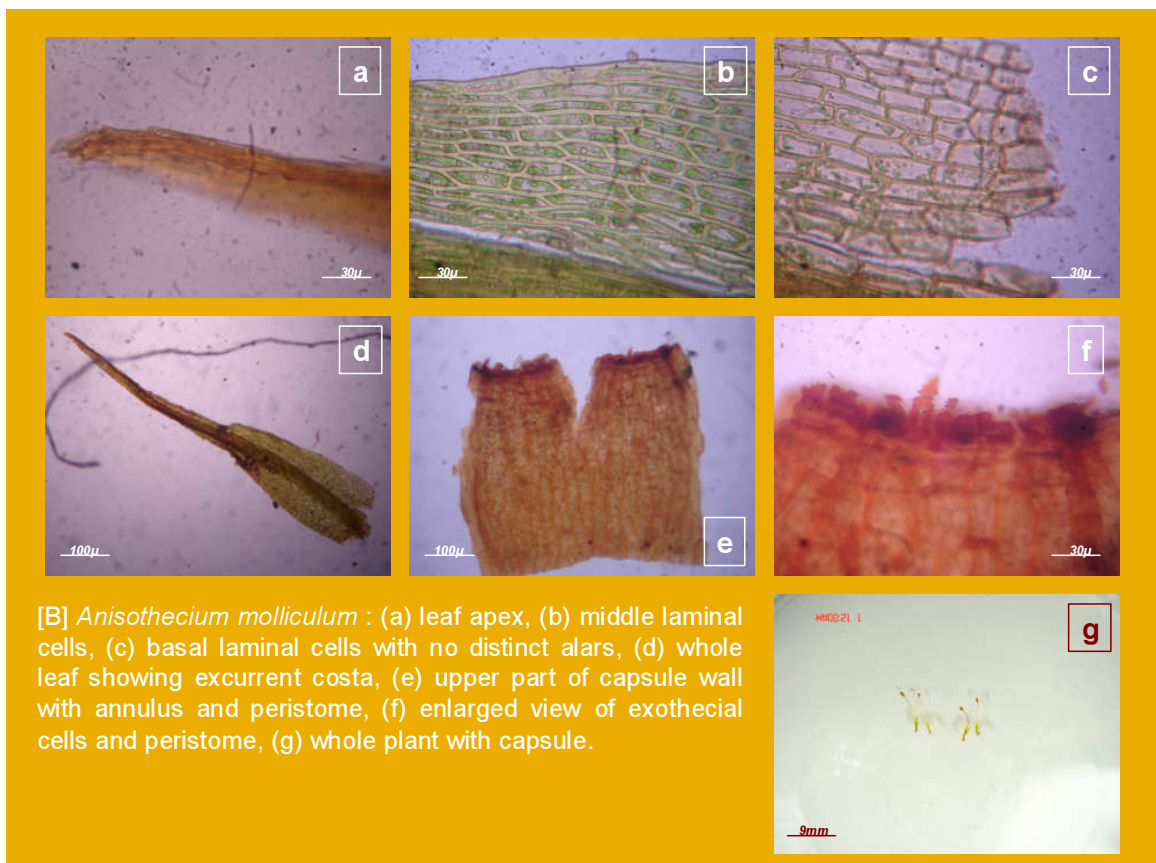 a
b
c
30µ
30µ
30µ
d
e
f
100µ
100µ
30µ
[B] Anisothecium molliculum : (a) leaf apex, (b) middle laminal
cells, (c) basal laminal cells with no distinct alars, (d) whole
leaf showing excurrent costa, (e) upper part of capsule wall
with annulus and peristome, (f) enlarged view of exothecial
cells and peristome, (g) whole plant with capsule.
g
9mm